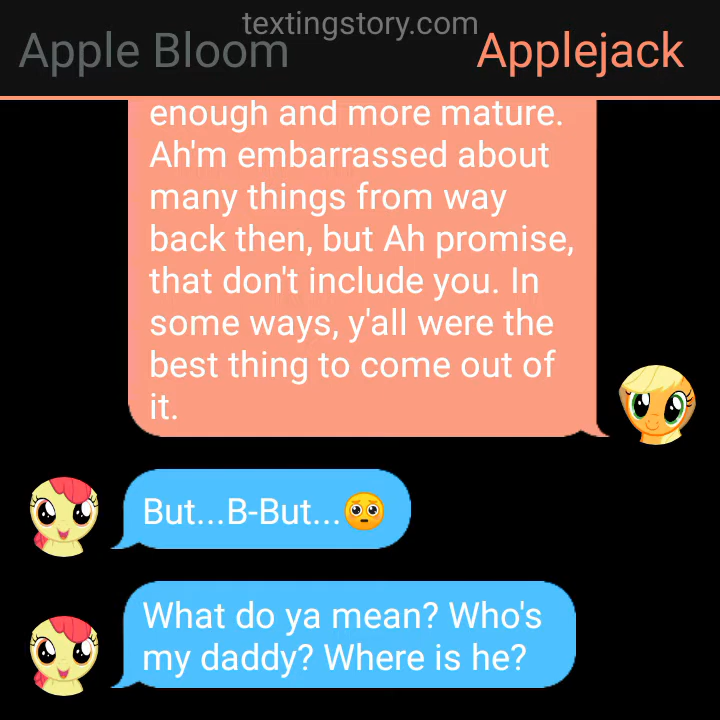 textingstory.com
Apple Bloom
Applejack
enough and more mature.
Ah'm embarrassed about
many things from way
back then, but Ah promise,
that don't include you. In
some ways, y'all were the
best thing to come out of
it.
But...B-But...🥺
What do ya mean? Who's
my daddy? Where is he?